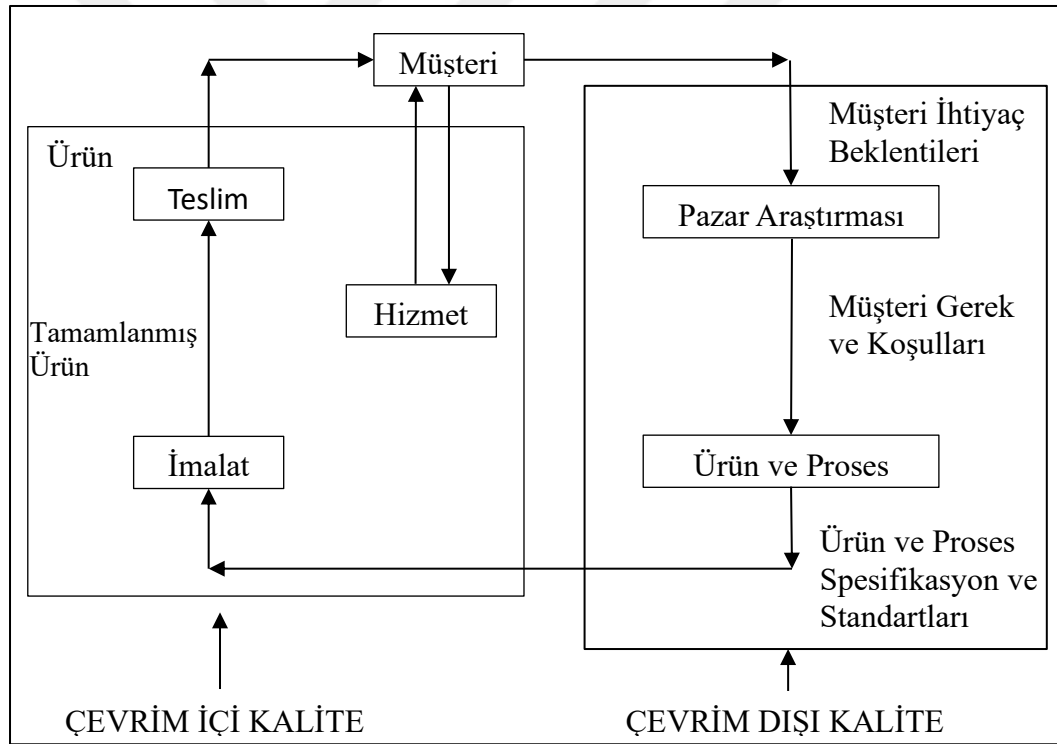 Müşteri
Ürün
Teslim
Hizmet
Tamamlanmış
Ürün
İmalat
Müşteri İhtiyaç
Beklentileri
Pazar Araştırması
Müşteri Gerek
ve Koşulları
Ürün ve Proses
Ürün ve Proses
Spesifikasyon ve
Standartları
ÇEVRİM İÇİ KALİTE
ÇEVRİM DIŞI KALİTE